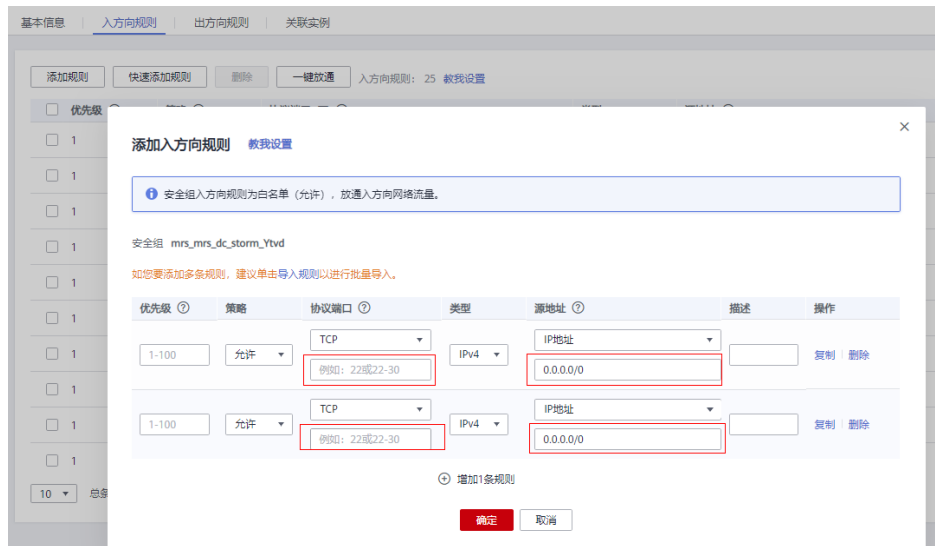 基本信息 入方向规则 出方向规则 关联实例
添加规则 快速添加规则 删除 一键放通 入方向规则: 25 教我设置
优先级
1
1
添加入方向规则 教我设置
1
安全组入方向规则为白名单（允许），放通入方向网络流量。
1
安全组 mrs_mrs_dc_storm_Ytvd
1
如您要添加多条规则，建议单击导入规则以进行批量导入。
1
优先级 策略 协议端口 类型 源地址 描述 操作
TCP IP地址
1
1-100 允许 IPv4 复制 删除
例如: 22或22-30 0.0.0.0/0
1
TCP IP地址
1
1-100 允许 IPv4 复制 删除
例如: 22或22-30 0.0.0.0/0
1
增加1条规则
10 总条
确定 取消